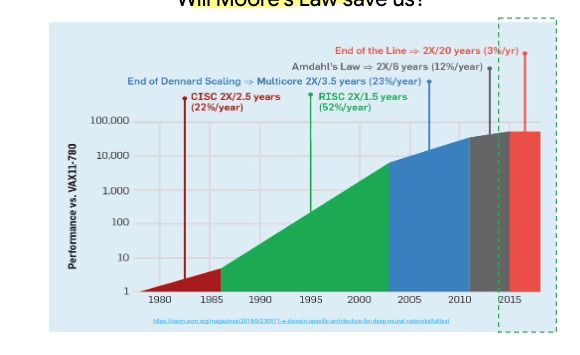 Will Moore's Law save us?
End of the Line ⇒ 2X/20 years (3%/yr)
Amdahl's Law ⇒ 2X/6 years (12%/year)
End of Dennard Scaling ⇒ Multicore 2X/3.5 years (23%/year)
CISC 2X/2.5 years
(22%/year)
RISC 2X/1.5 years
(52%/year)
100,000
10,000
1,000
100
10
1
Performance vs. VAX11-780
1980 1985 1990 1995 2000 2005 2010 2015
https://cacm.acm.org/magazines/2018/9/230571-a-domain-specific-architecture-for-deep-neural-networks/fulltext